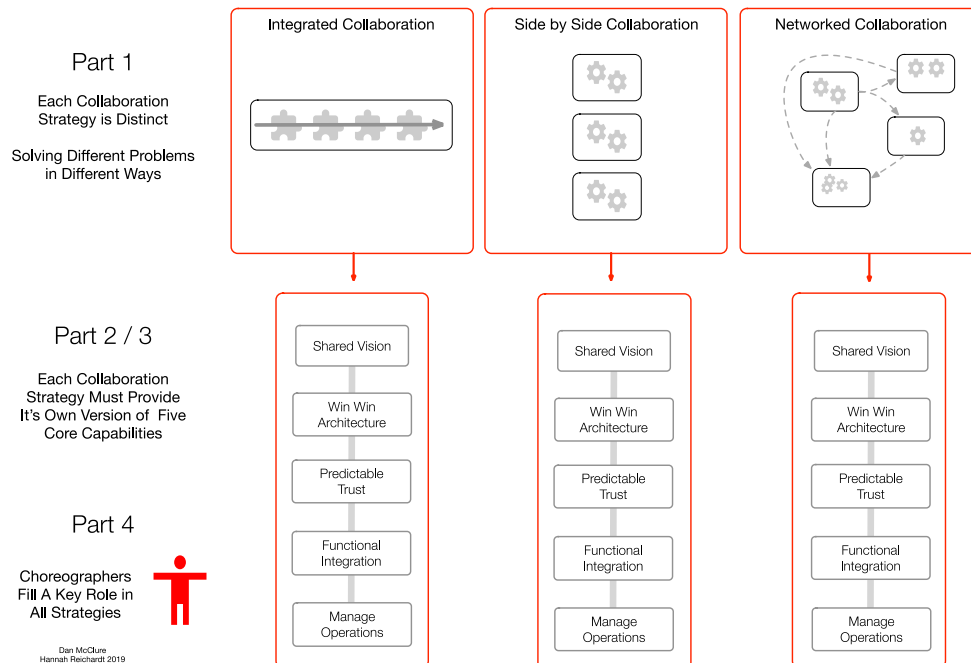 Integrated Collaboration
Side by Side Collaboration
Networked Collaboration
Part 1
Each Collaboration
Strategy is Distinct
Solving Different Problems
in Different Ways
Part 2 / 3
Each Collaboration
Strategy Must Provide
It's Own Version of Five
Core Capabilities
Shared Vision
Win Win
Architecture
Predictable
Trust
Functional
Integration
Manage
Operations
Shared Vision
Win Win
Architecture
Predictable
Trust
Functional
Integration
Manage
Operations
Shared Vision
Win Win
Architecture
Predictable
Trust
Functional
Integration
Manage
Operations
Part 4
Choreographers
Fill A Key Role in
All Strategies
Dan McClure
Hannah Reichardt 2019